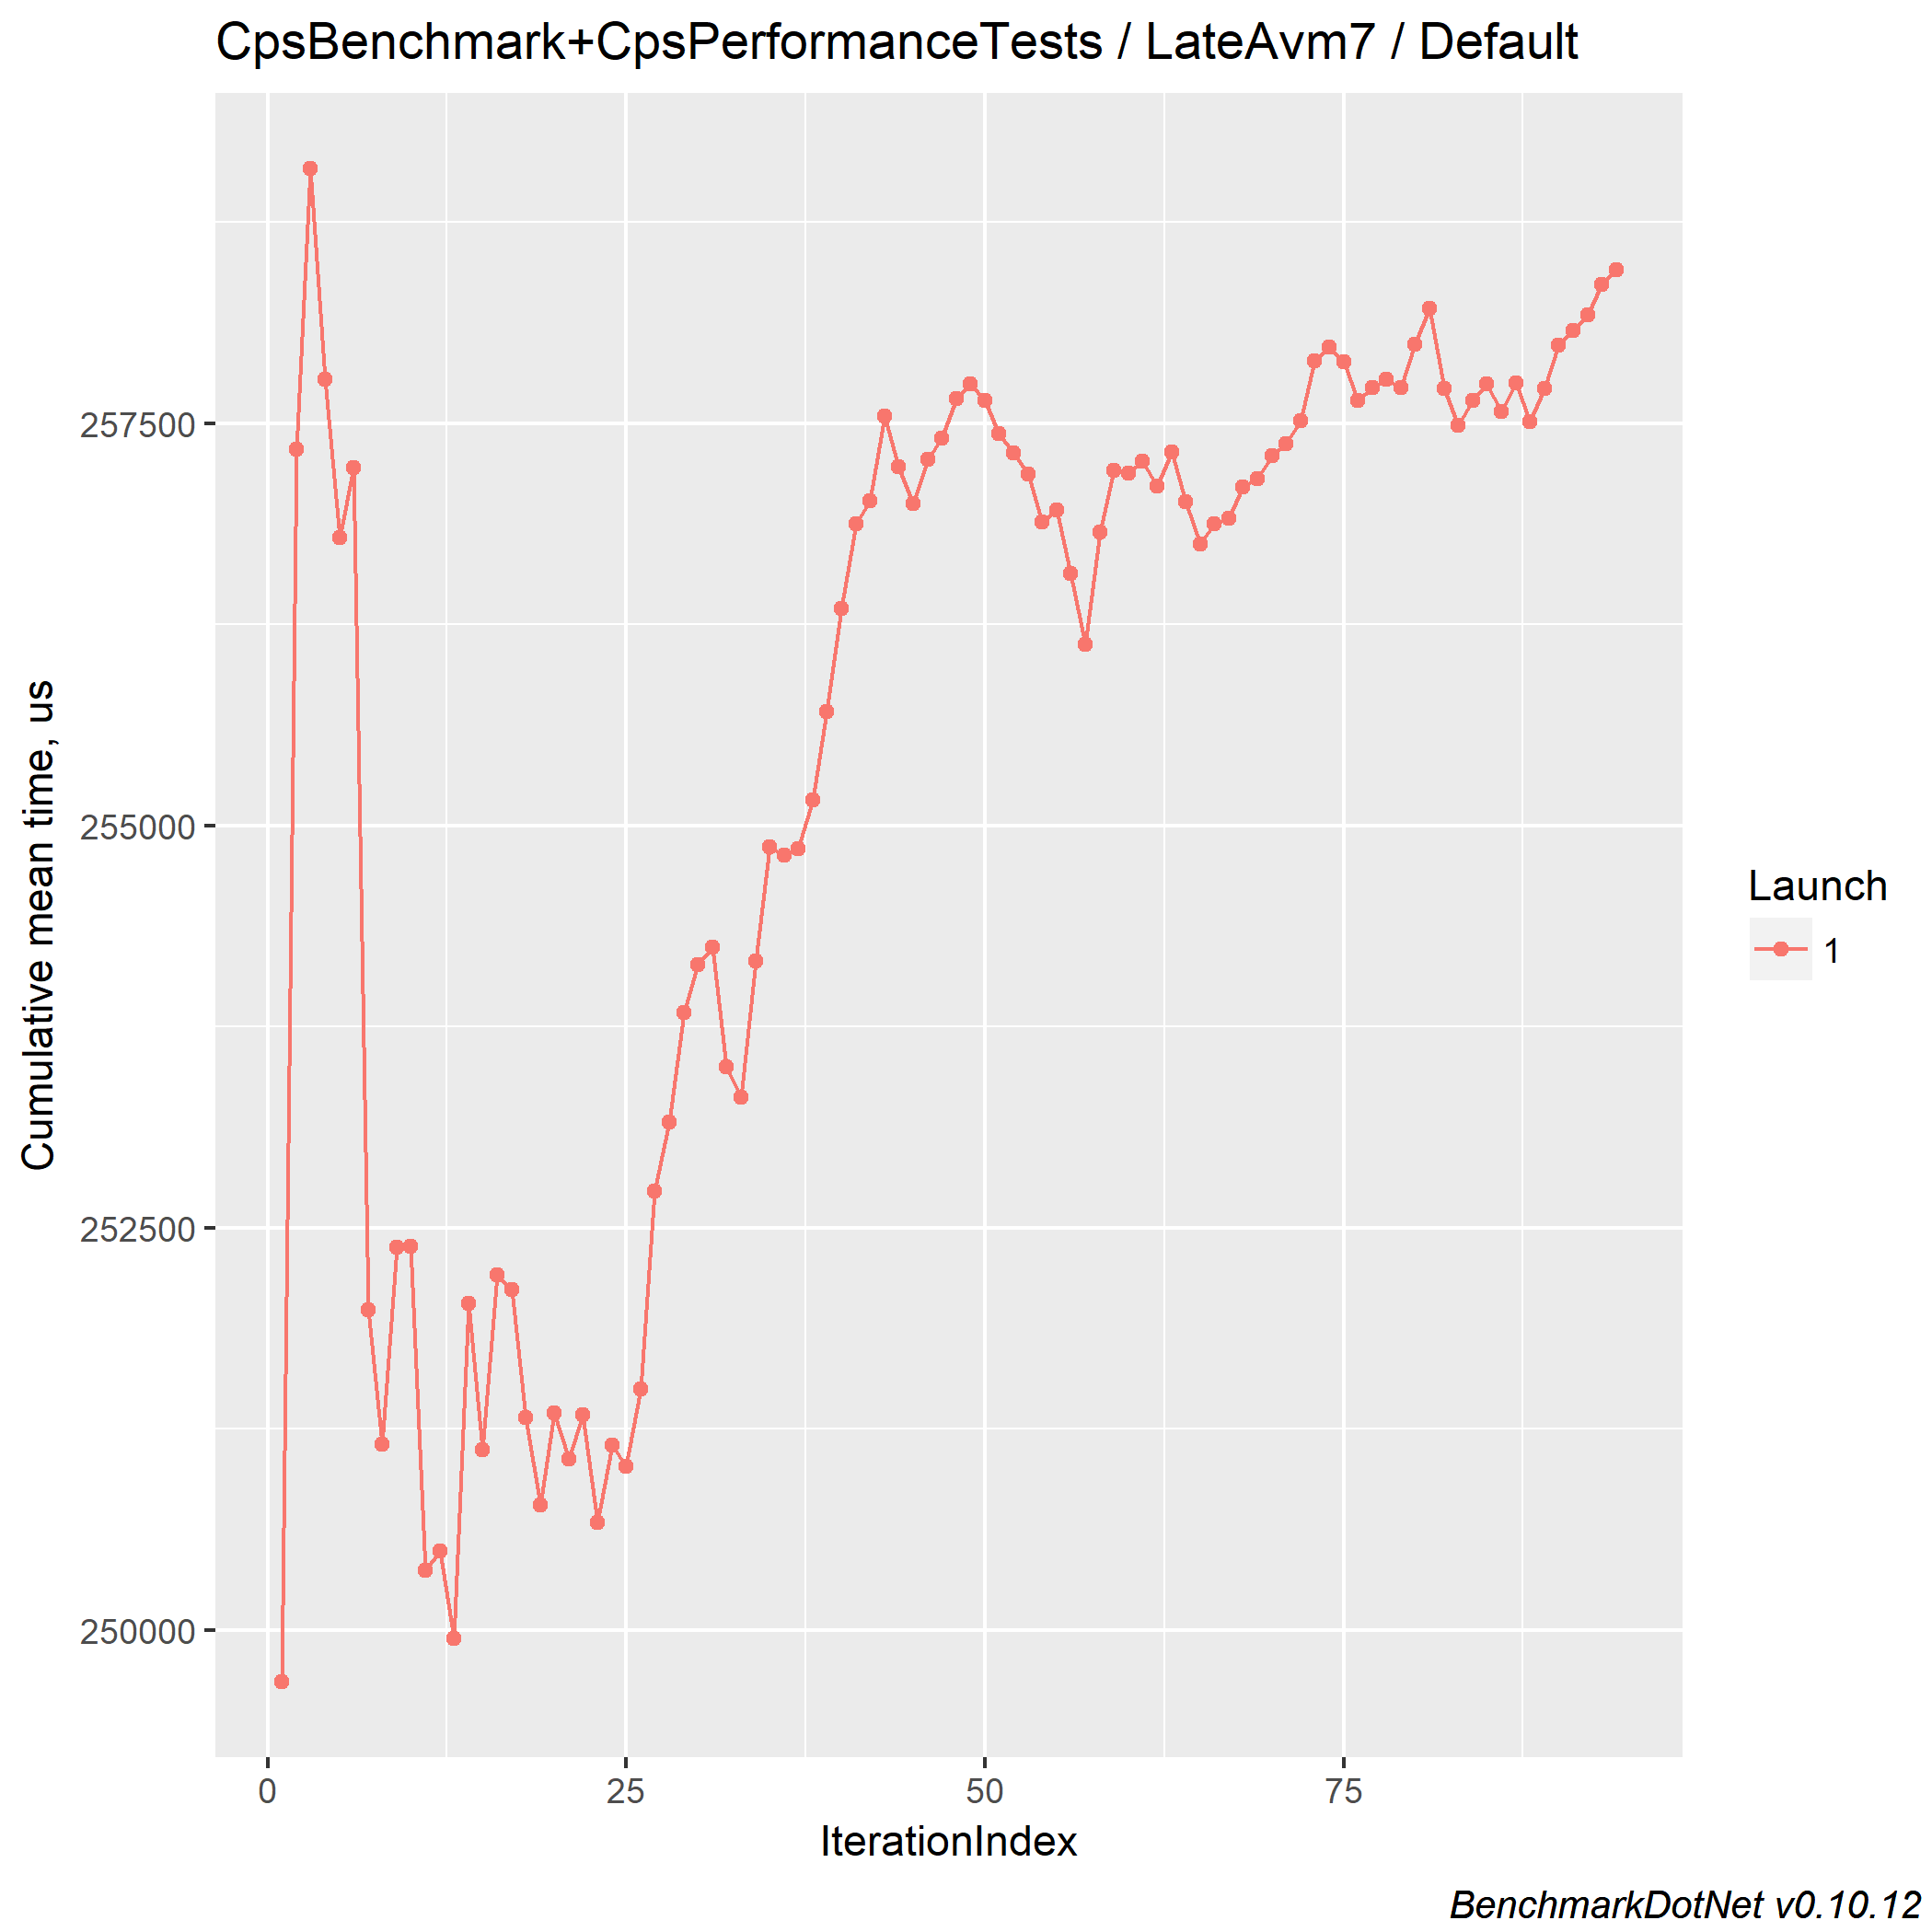 CpsBenchmark+CpsPerformanceTests / LateAvm7 / Default
Cumulative mean time, us
257500
255000
252500
250000
0 25 50 75
IterationIndex
Launch
1
BenchmarkDotNet v0.10.12